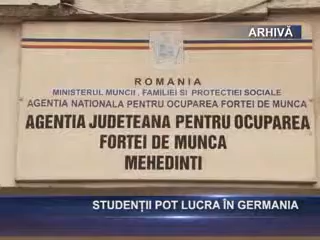 ARHIVĂ
ROMANIA
MINISTERUL MUNCII, FAMILIEI SI PROTECTIEI SOCIALE
AGENTIA NATIONALA PENTRU OCUPAREA FORTEI DE MUNCA
AGENTIA JUDETEANA PENTRU OCUPAREA
FORTEI DE MUNCA
MEHEDINTI
STUDENȚII POT LUCRA ÎN GERMANIA